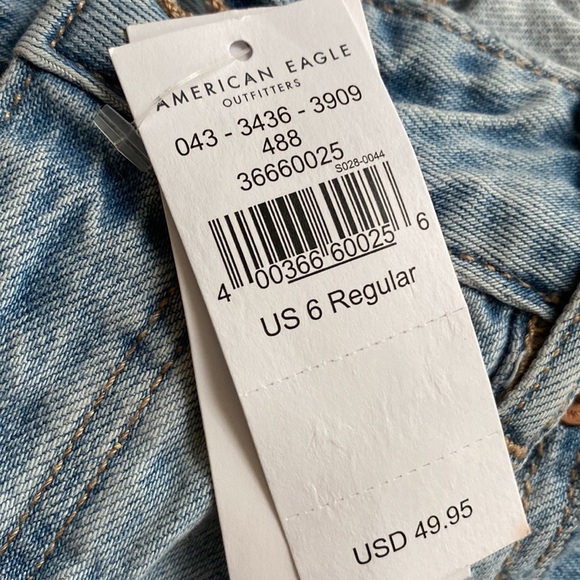 AMERICAN EAGLE
OUTFITTERS
043 - 3436 - 3909
488
36660025
S028-0044
4 00366 60025 6
US 6 Regular
USD 49.95